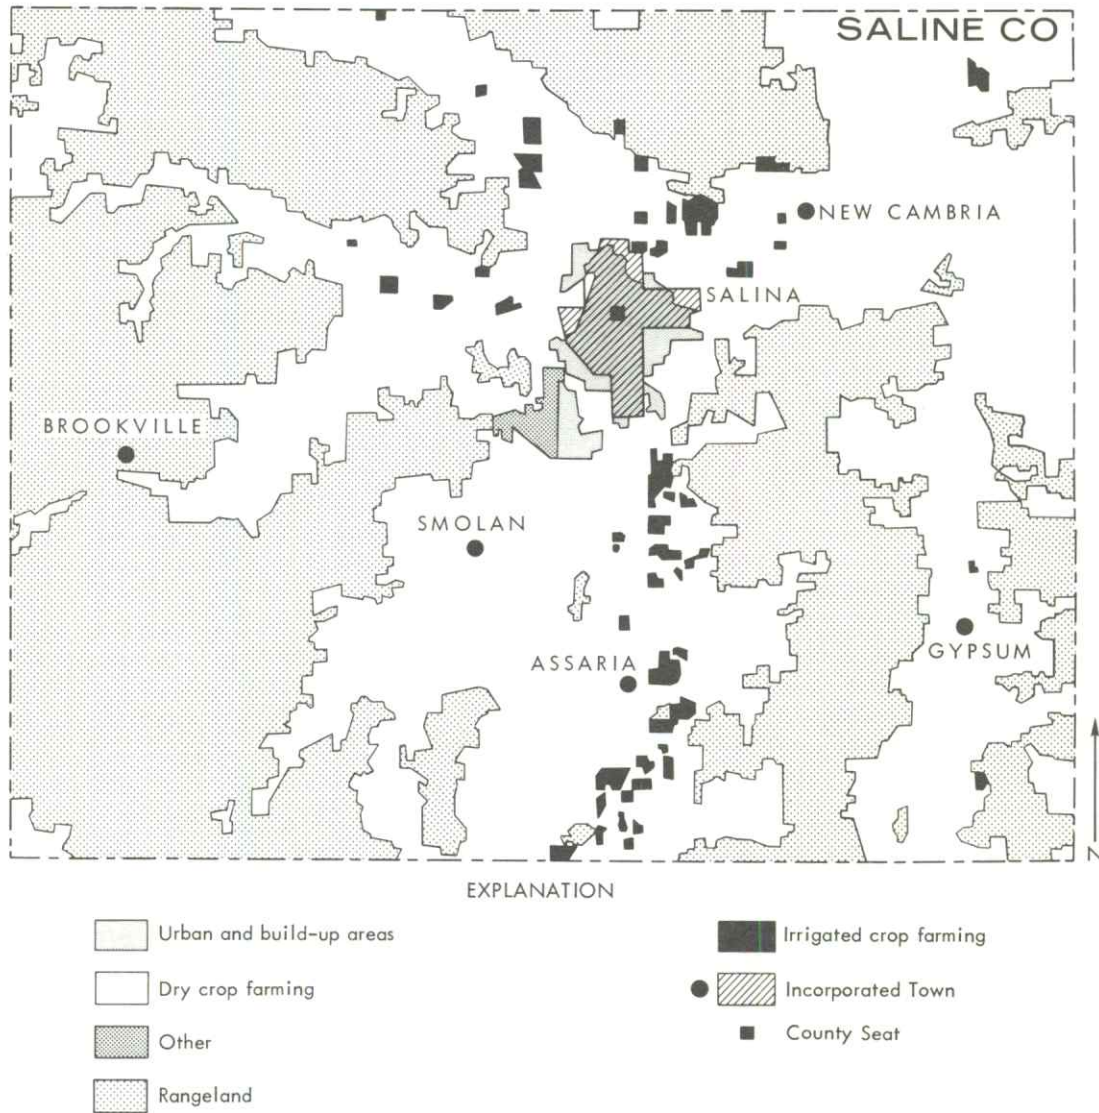 SALINE CO
NEW CAMBRIA
SALINA
BROOKVILLE
SMOLAN
ASSARIA
GYPSUM
N
EXPLANATION
Urban and build-up areas
Dry crop farming
Other
Rangeland
Irrigated crop farming
Incorporated Town
County Seat